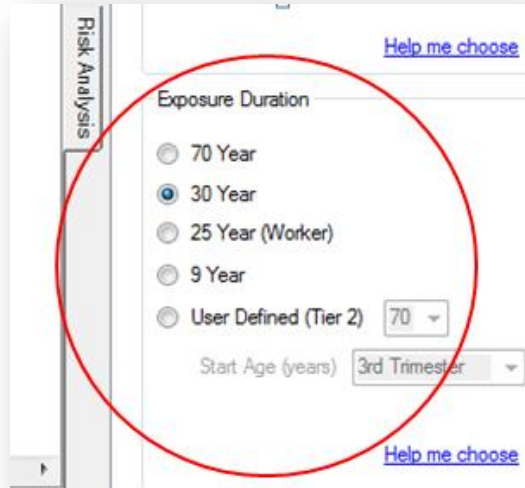 Risk Analysis
Help me choose
Exposure Duration
70 Year
30 Year
25 Year (Worker)
9 Year
User Defined (Tier 2) 70
Start Age (years) 3rd Trimester
Help me choose